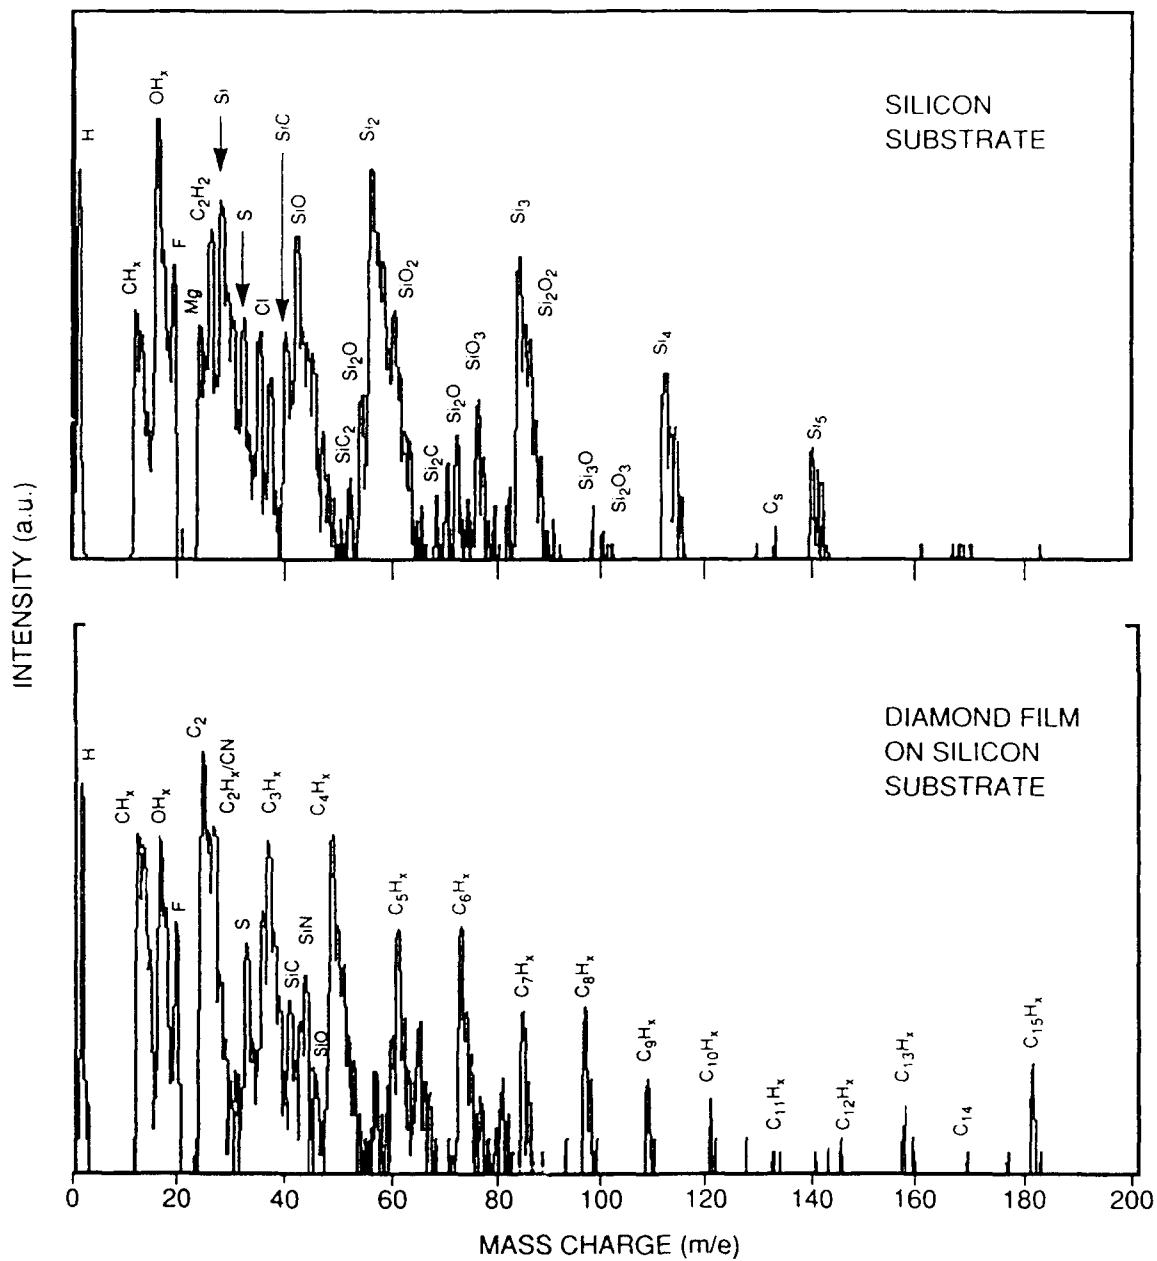 INTENSITY (a.u.)
SILICON
SUBSTRATE
H
CHx
OHx
F
Mg
C2H2
Si
S
Cl
SiC
SiO
SiC2
Si2O
Si2
SiO2
Si2C
Si2O
SiO3
Si3
Si2O2
Si3O
Si2O3
Si4
Cs
Si5
DIAMOND FILM
ON SILICON
SUBSTRATE
H
CHx
OHx
F
C2
C2Hx/CN
S
C3Hx
SiC
SiN
SiO
C4Hx
C5Hx
C6Hx
C7Hx
C8Hx
C9Hx
C10Hx
C11Hx
C12Hx
C13Hx
C14
C15Hx
0 20 40 60 80 100 120 140 160 180 200
MASS CHARGE (m/e)